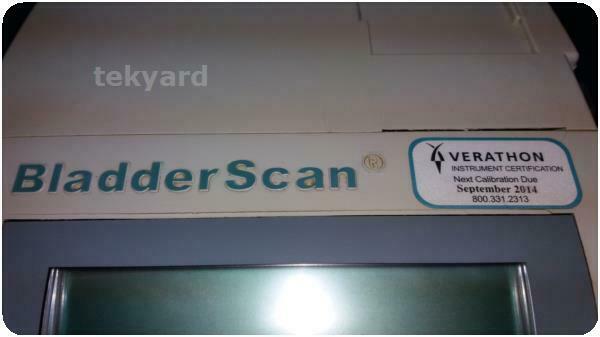 tekyard
BladderScan®
VERATHON
INSTRUMENT CERTIFICATION
Next Calibration Due
September 2014
800.331.2313